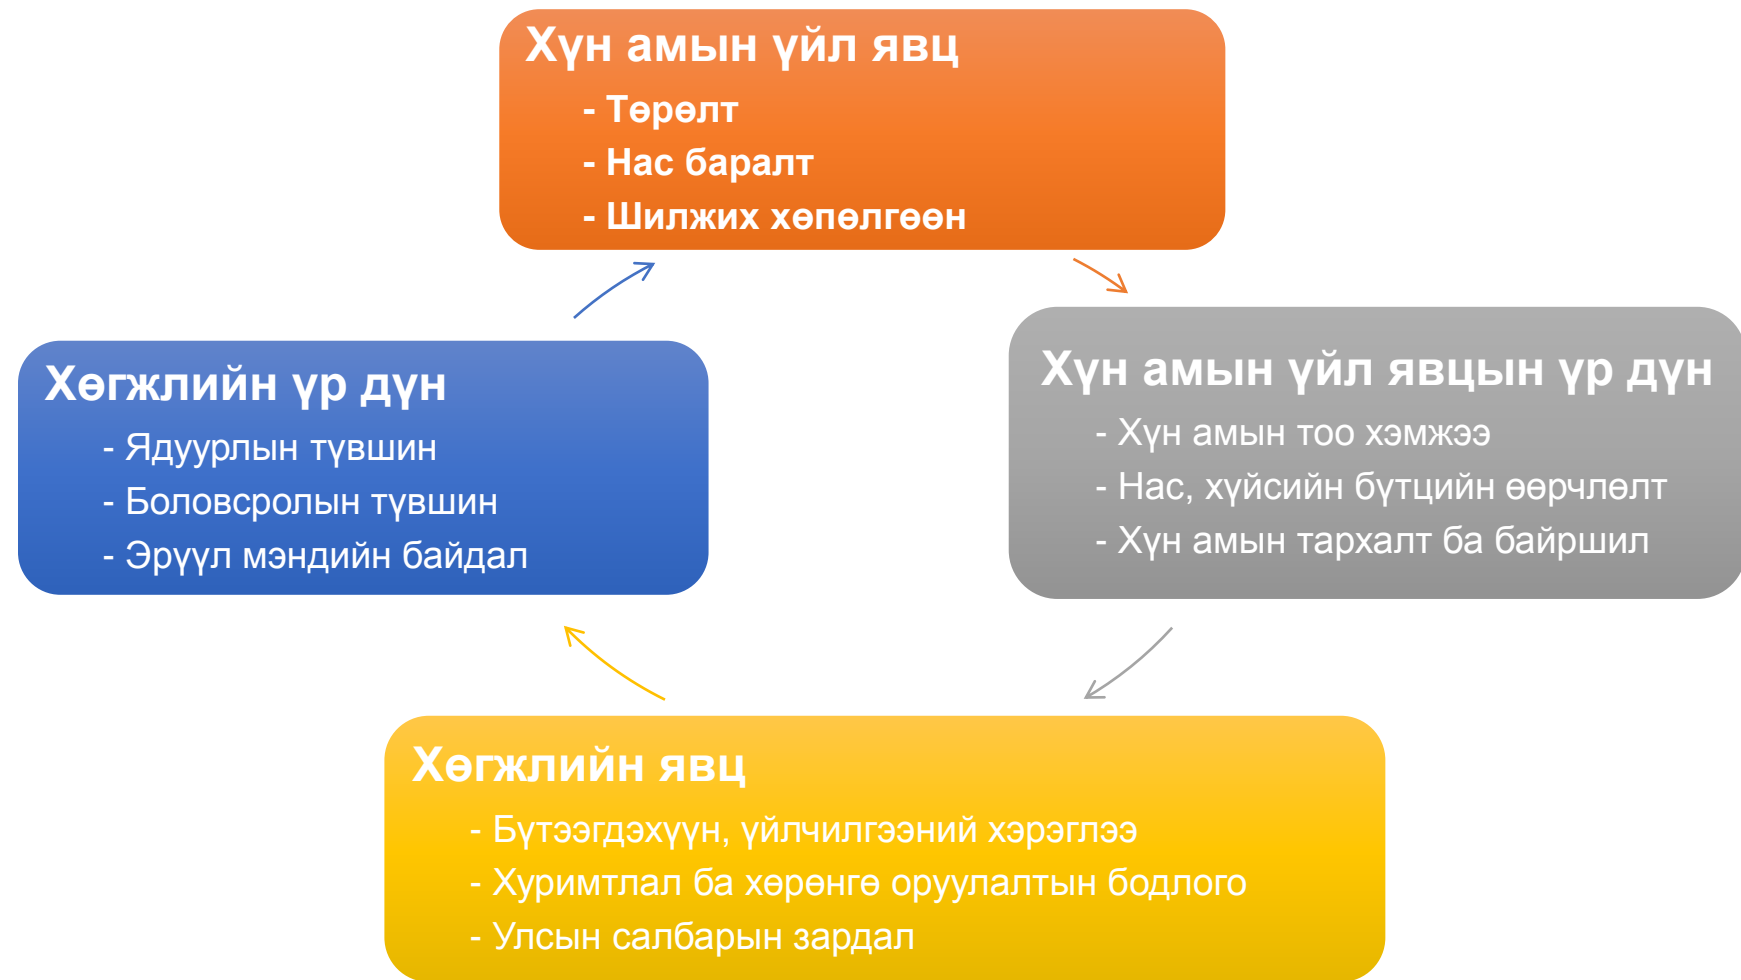 Хүн амын үйл явц
- Төрөлт
- Нас баралт
- Шилжих хөпөлгөөн
Хүн амын үйл явцын үр дүн
- Хүн амын тоо хэмжээ
- Нас, хүйсийн бүтцийн өөрчлөлт
- Хүн амын тархалт ба байршил
Хөгжлийн явц
- Бүтээгдэхүүн, үйлчилгээний хэрэглээ
- Хуримтлал ба хөрөнгө оруулалтын бодлого
- Улсын салбарын зардал
Хөгжлийн үр дүн
- Ядуурлын түвшин
- Боловсролын түвшин
- Эрүүл мэндийн байдал